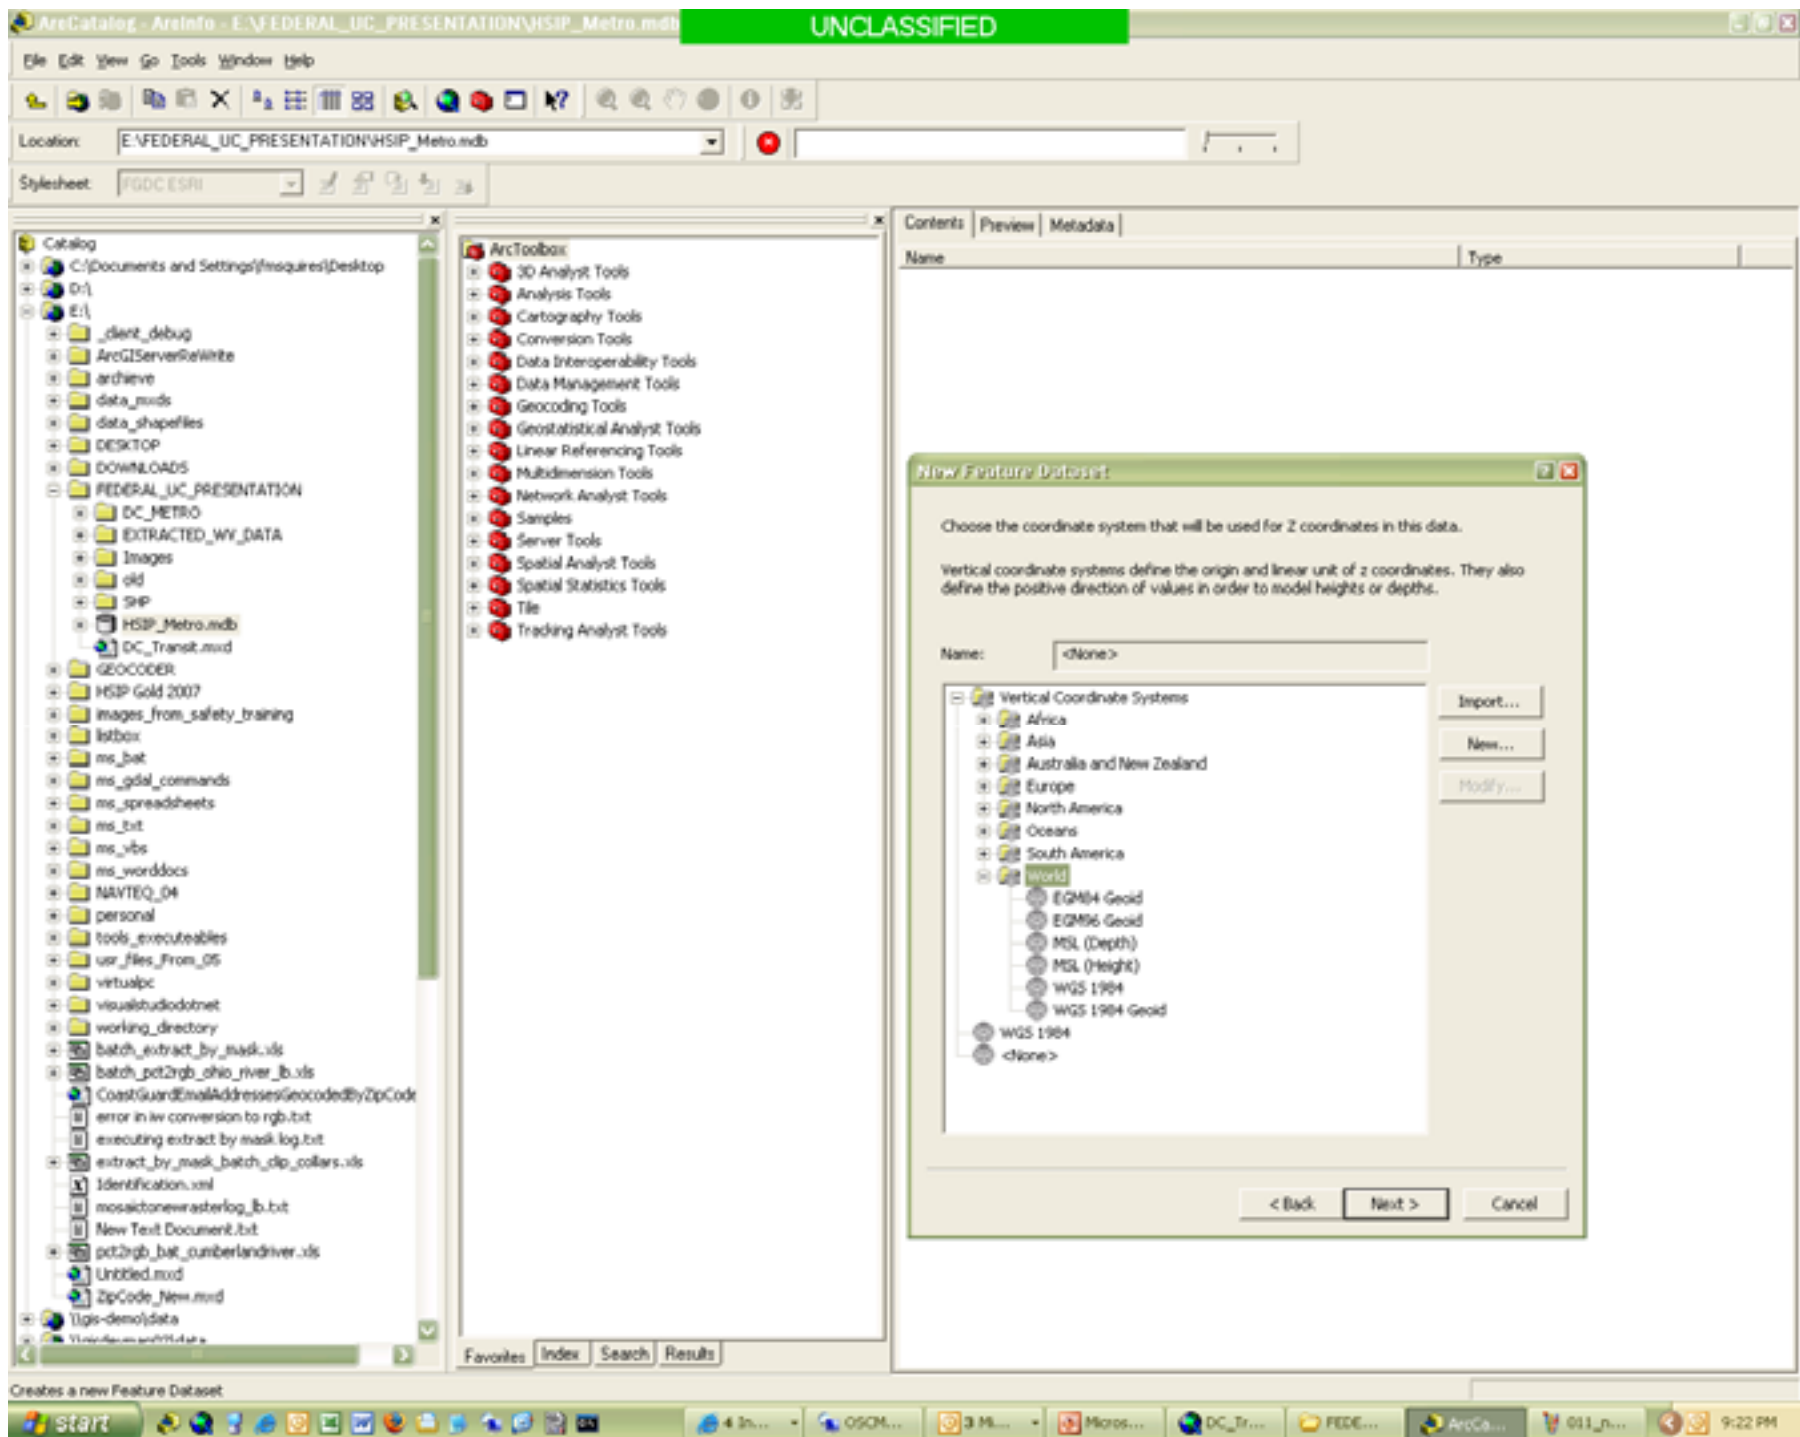 ArcCatalog - ArcInfo - E:\FEDERAL_UC_PRESENTATION\HSIP_Metro.mdb
UNCLASSIFIED
File Edit View Go Tools Window Help
Location: E:\FEDERAL_UC_PRESENTATION\HSIP_Metro.mdb
Stylesheet: FGDC ESRI
Catalog
C:\Documents and Settings\fmsquires\Desktop
D:\
E:\
_client_debug
ArcGISServerReWrite
archieve
data_mxds
data_shapefiles
DESKTOP
DOWNLOADS
FEDERAL_UC_PRESENTATION
DC_METRO
EXTRACTED_WV_DATA
Images
old
SHP
HSIP_Metro.mdb
DC_Transit.mxd
GEOCODER
HSIP Gold 2007
images_from_safety_training
listbox
ms_bat
ms_gdal_commands
ms_spreadsheets
ms_txt
ms_vbs
ms_worddocs
NAVTEQ_04
personal
tools_executeables
usr_files_From_05
virtualpc
visualstudiodotnet
working_directory
batch_extract_by_mask.xls
batch_pct2rgb_ohio_river_lb.xls
CoastGuardEmailAddressesGeocodedByZipCode
error in iw conversion to rgb.txt
executing extract by mask log.txt
extract_by_mask_batch_clip_collars.xls
Identification.xml
mosaictonewrasterlog_lb.txt
New Text Document.txt
pct2rgb_bat_cumberlandriver.xls
Untitled.mxd
ZipCode_New.mxd
\\gis-demo\data
ArcToolbox
3D Analyst Tools
Analysis Tools
Cartography Tools
Conversion Tools
Data Interoperability Tools
Data Management Tools
Geocoding Tools
Geostatistical Analyst Tools
Linear Referencing Tools
Multidimension Tools
Network Analyst Tools
Samples
Server Tools
Spatial Analyst Tools
Spatial Statistics Tools
Tile
Tracking Analyst Tools
Favorites Index Search Results
Contents Preview Metadata
Name Type
New Feature Dataset
Choose the coordinate system that will be used for Z coordinates in this data.
Vertical coordinate systems define the origin and linear unit of z coordinates. They also
define the positive direction of values in order to model heights or depths.
Name: <None>
Vertical Coordinate Systems
Africa
Asia
Australia and New Zealand
Europe
North America
Oceans
South America
World
EGM84 Geoid
EGM96 Geoid
MSL (Depth)
MSL (Height)
WGS 1984
WGS 1984 Geoid
WGS 1984
<None>
Import...
New...
Modify...
< Back Next > Cancel
Creates a new Feature Dataset
start 4 In... OSCM... 3 Mi... Micros... DC_Tr... FEDE... ArcCa... 011_n... 9:22 PM